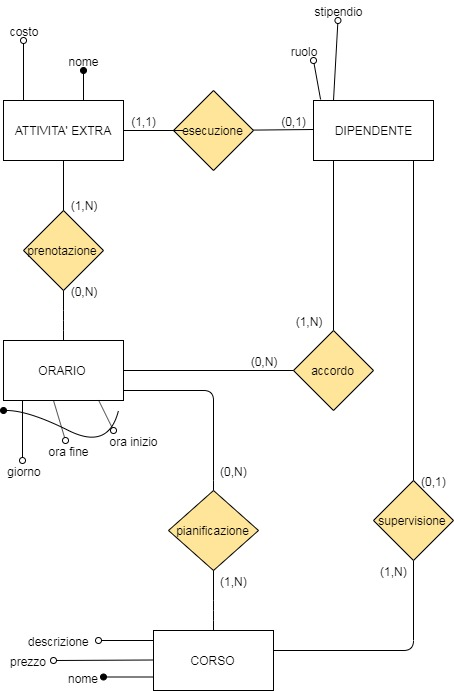 stipendio
costo
ruolo
nome
ATTIVITA' EXTRA
(1,1)
esecuzione
(0,1)
DIPENDENTE
(1,N)
prenotazione
(0,N)
(1,N)
ORARIO
(0,N)
accordo
ora inizio
ora fine
giorno
(0,N)
(0,1)
pianificazione
supervisione
(1,N)
(1,N)
descrizione
prezzo
CORSO
nome